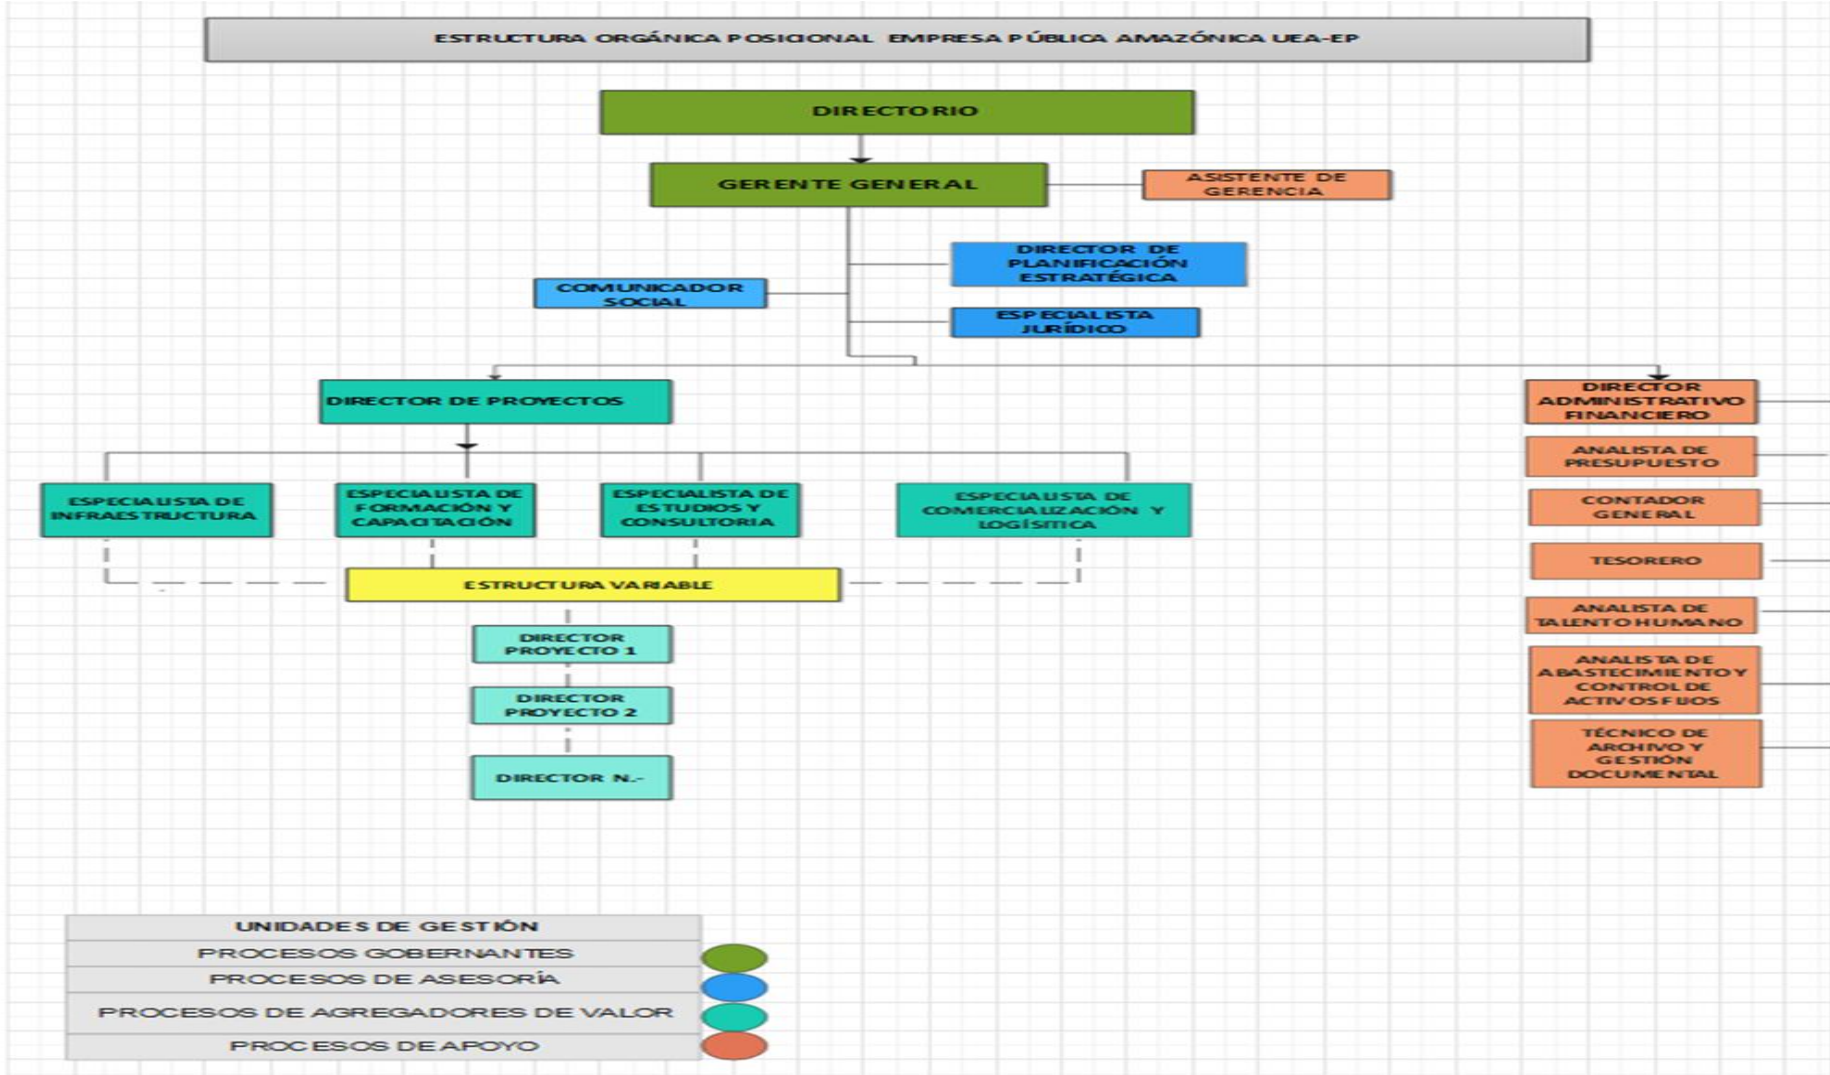 ESTRUCTURA ORGÁNICA POSICIONAL EMPRESA PÚBLICA AMAZÓNICA UEA-EP
DIRECTORIO
GERENTE GENERAL
ASISTENTE DE
GERENCIA
DIRECTOR DE
PLANIFICACIÓN
ESTRATÉGICA
COMUNICADOR
SOCIAL
ESPECIALISTA
JURÍDICO
DIRECTOR DE PROYECTOS
DIRECTOR
ADMINISTRATIVO
FINANCIERO
ESPECIALISTA DE
INFRAESTRUCTURA
ESPECIALISTA DE
FORMACIÓN Y
CAPACITACIÓN
ESPECIALISTA DE
ESTUDIOS Y
CONSULTORIA
ESPECIALISTA DE
COMERCIALIZACIÓN Y
LOGÍSITICA
ANALISTA DE
PRESUPUESTO
CONTADOR
GENERAL
TESORERO
ANALISTA DE
TALENTO HUMANO
ANALISTA DE
ABASTECIMIENTO Y
CONTROL DE
ACTIVOS FIJOS
TÉCNICO DE
ARCHIVO Y
GESTIÓN
DOCUMENTAL
ESTRUCTURA VARIABLE
DIRECTOR
PROYECTO 1
DIRECTOR
PROYECTO 2
DIRECTOR N.-
UNIDADES DE GESTIÓN
PROCESOS GOBERNANTES
PROCESOS DE ASESORÍA
PROCESOS DE AGREGADORES DE VALOR
PROCESOS DE APOYO